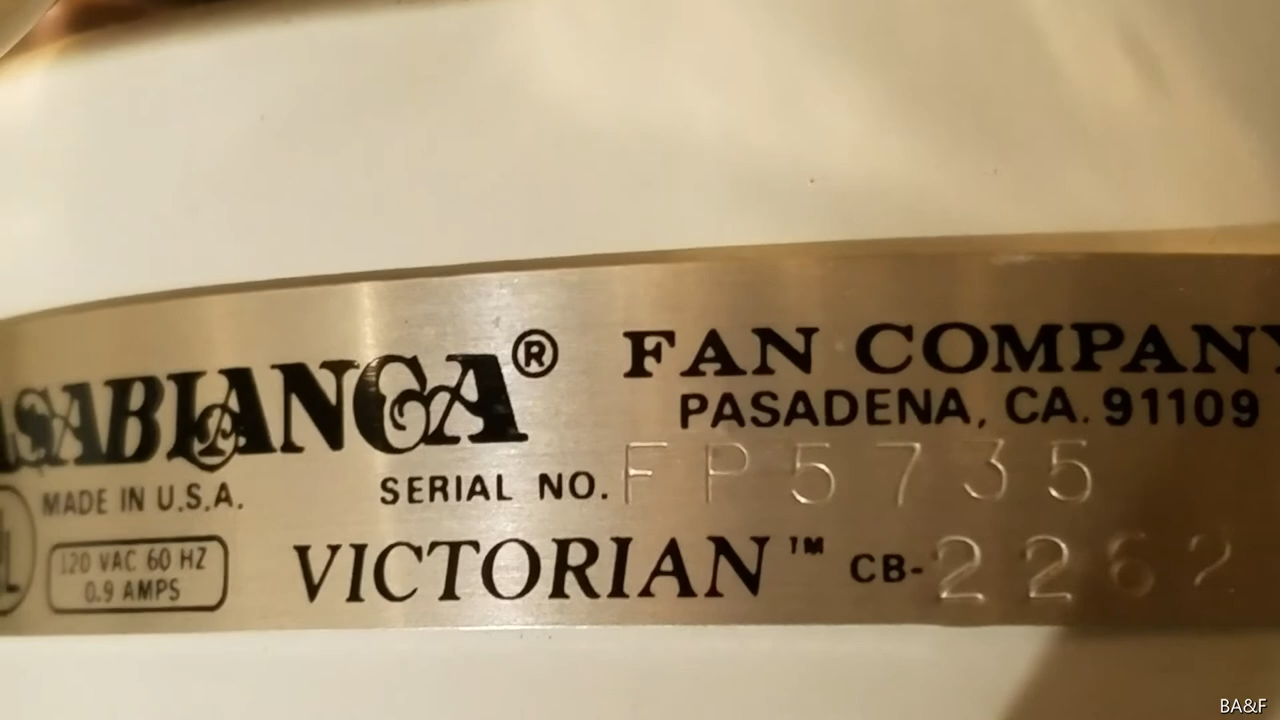 ASABLANCA® FAN COMPANY
PASADENA, CA. 91109
MADE IN U.S.A. SERIAL NO. FP5735
UL
120 VAC 60 HZ
0.9 AMPS
VICTORIAN™ CB-2262
BA&F